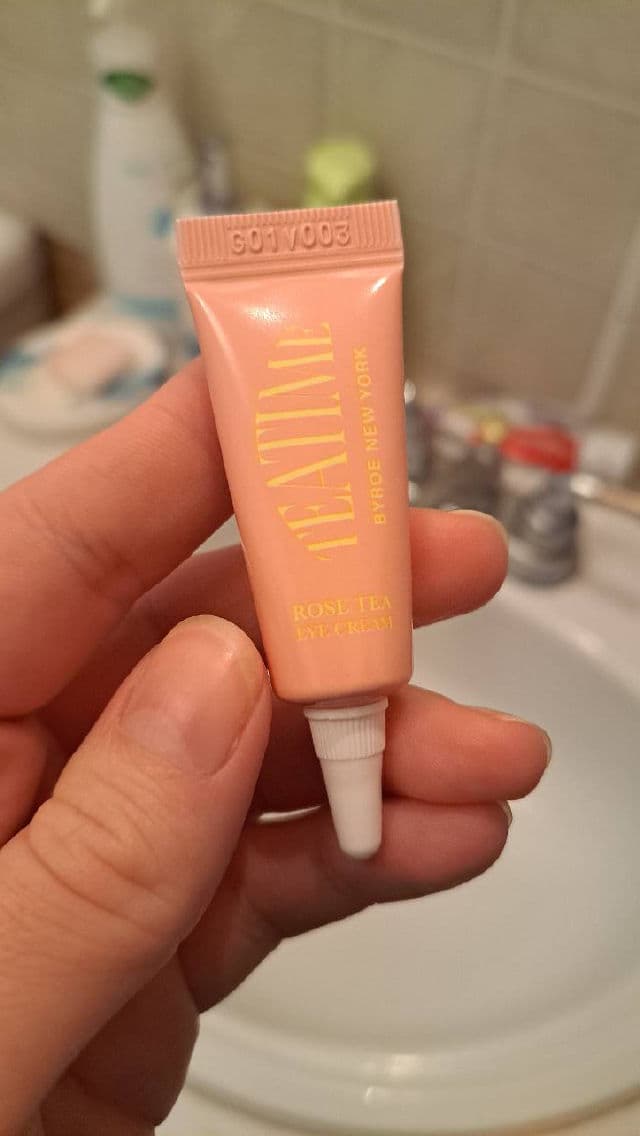 G01V003
TEATIME
BYROE NEW YORK
ROSE TEA
EYE CREAM